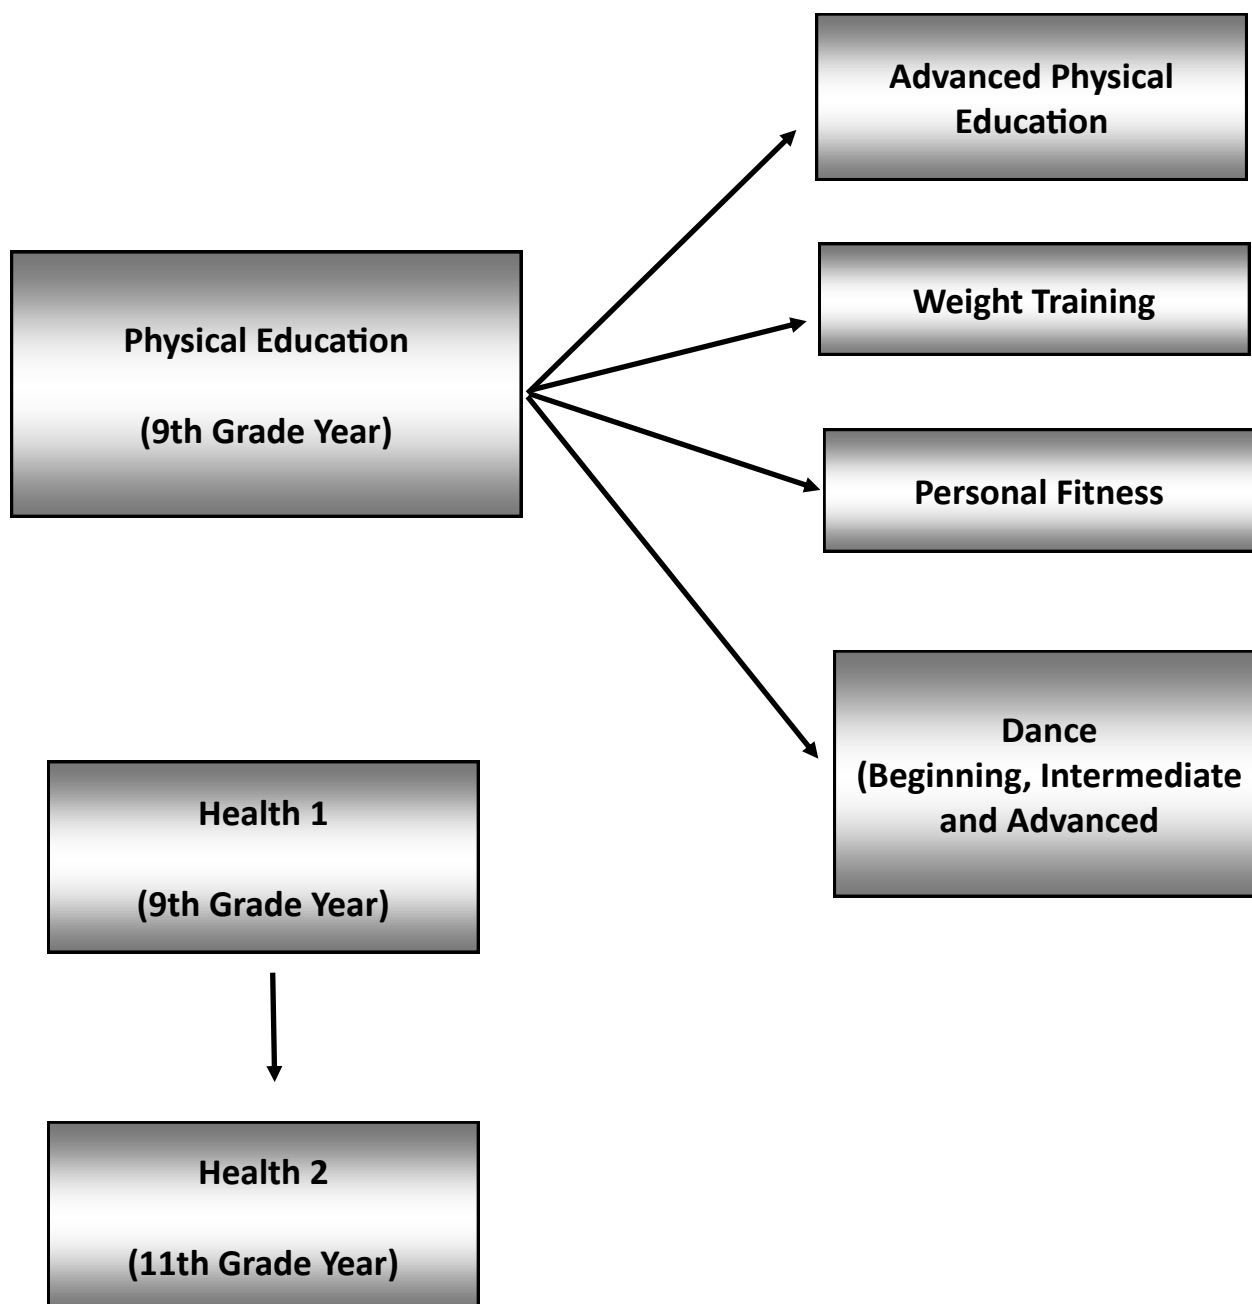 Advanced Physical
Education
Weight Training
Physical Education
(9th Grade Year)
Personal Fitness
Dance
(Beginning, Intermediate
and Advanced
Health 1
(9th Grade Year)
Health 2
(11th Grade Year)